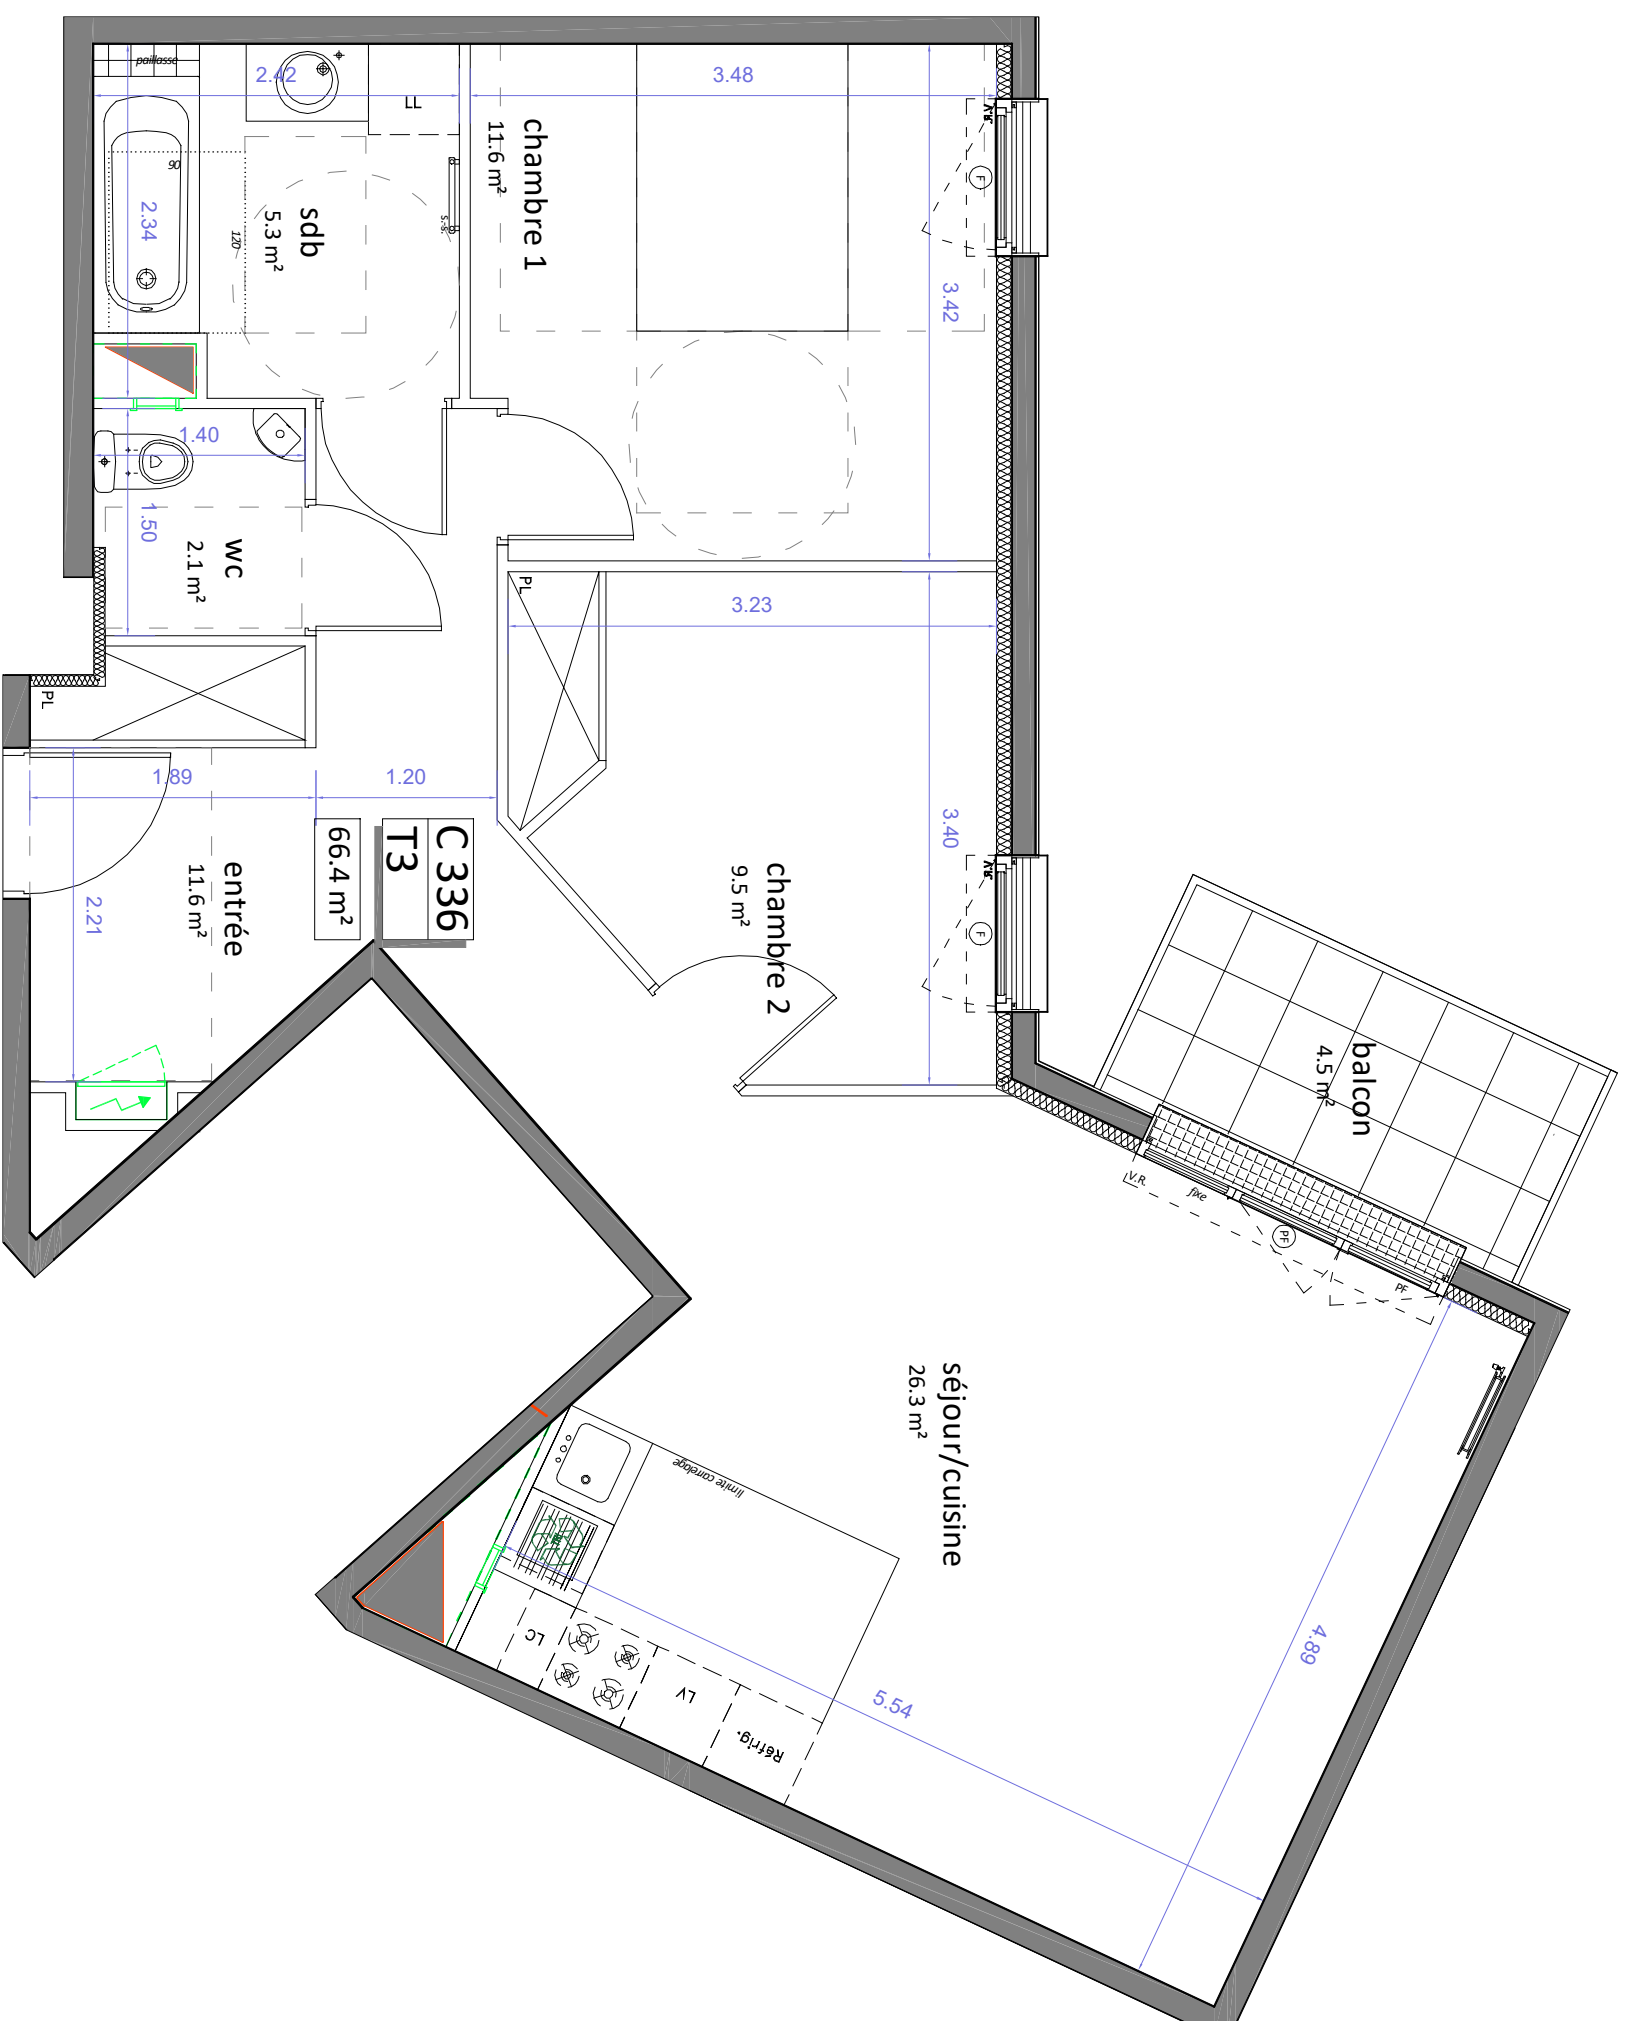 paillasse
2.42
3.48
LL
90
2.34
120
sdb
5.3 m²
s.-s.
chambre 1
11.6 m²
V.R.
F
3.42
1.40
1.50
wc
2.1 m²
PL
3.23
PL
1.89
1.20
C 336
T3
66.4 m²
entrée
11.6 m²
2.21
chambre 2
9.5 m²
3.40
V.R.
F
balcon
4.5 m²
V.R.
fixe
PF
PF
séjour/cuisine
26.3 m²
limite carrelage
LC
LV
Réfrig.
5.54
4.89